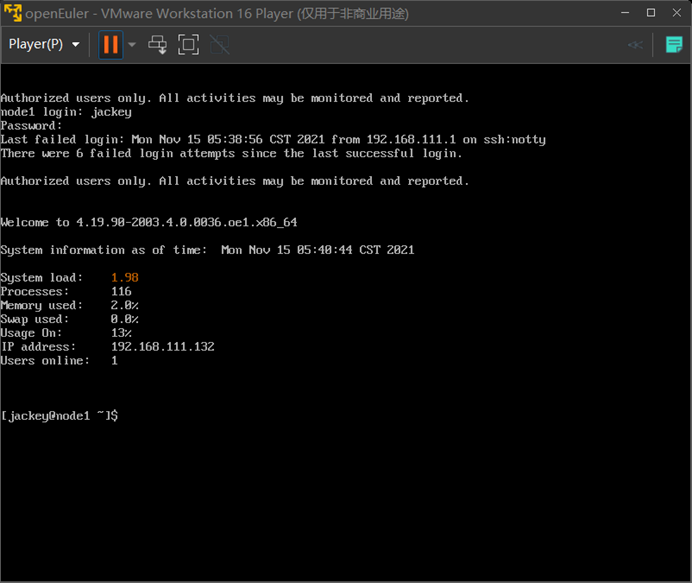 openEuler - VMware Workstation 16 Player (仅用于非商业用途)
Player(P)
Authorized users only. All activities may be monitored and reported.
node1 login: jackey
Password:
Last failed login: Mon Nov 15 05:38:56 CST 2021 from 192.168.111.1 on ssh:notty
There were 6 failed login attempts since the last successful login.
Authorized users only. All activities may be monitored and reported.
Welcome to 4.19.90-2003.4.0.0036.oe1.x86_64
System information as of time:  Mon Nov 15 05:40:44 CST 2021
System load:    1.98
Processes:      116
Memory used:    2.0%
Swap used:      0.0%
Usage On:       13%
IP address:     192.168.111.132
Users online:   1
[jackey@node1 ~]$